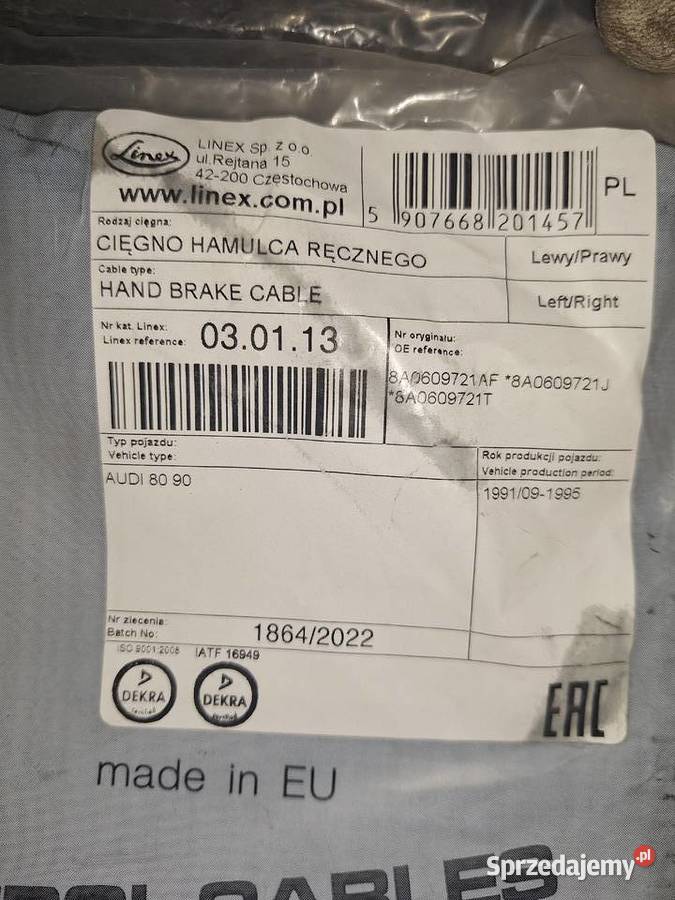 Linex
LINEX Sp. z o.o.
ul.Rejtana 15
42-200 Częstochowa
www.linex.com.pl
5 907668 201457
PL
Rodzaj cięgna:
CIĘGNO HAMULCA RĘCZNEGO
Lewy/Prawy
Cable type:
HAND BRAKE CABLE
Left/Right
Nr kat. Linex:
Linex reference:
03.01.13
Nr oryginału:
OE reference:
8A0609721AF *8A0609721J
*8A0609721T
Typ pojazdu:
Vehicle type:
AUDI 80 90
Rok produkcji pojazdu:
Vehicle production period:
1991/09-1995
Nr zlecenia:
Batch No:
1864/2022
ISO 9001:2008
IATF 16949
DEKRA
DEKRA
EAC
made in EU
CABLES
Sprzedajemy.pl